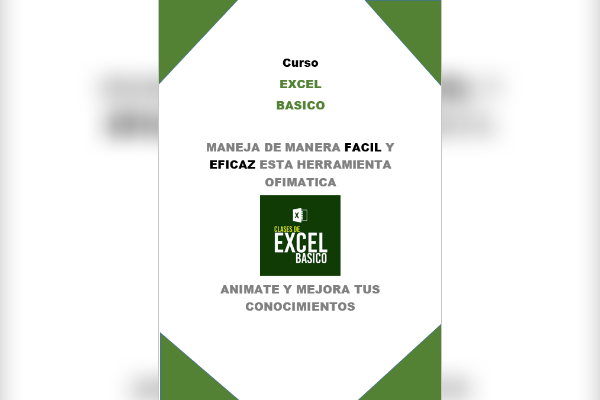 Curso
EXCEL
BASICO
MANEJA DE MANERA FACIL Y
EFICAZ ESTA HERRAMIENTA
OFIMATICA
X
CLASES DE
EXCEL
BASICO
ANIMATE Y MEJORA TUS
CONOCIMIENTOS